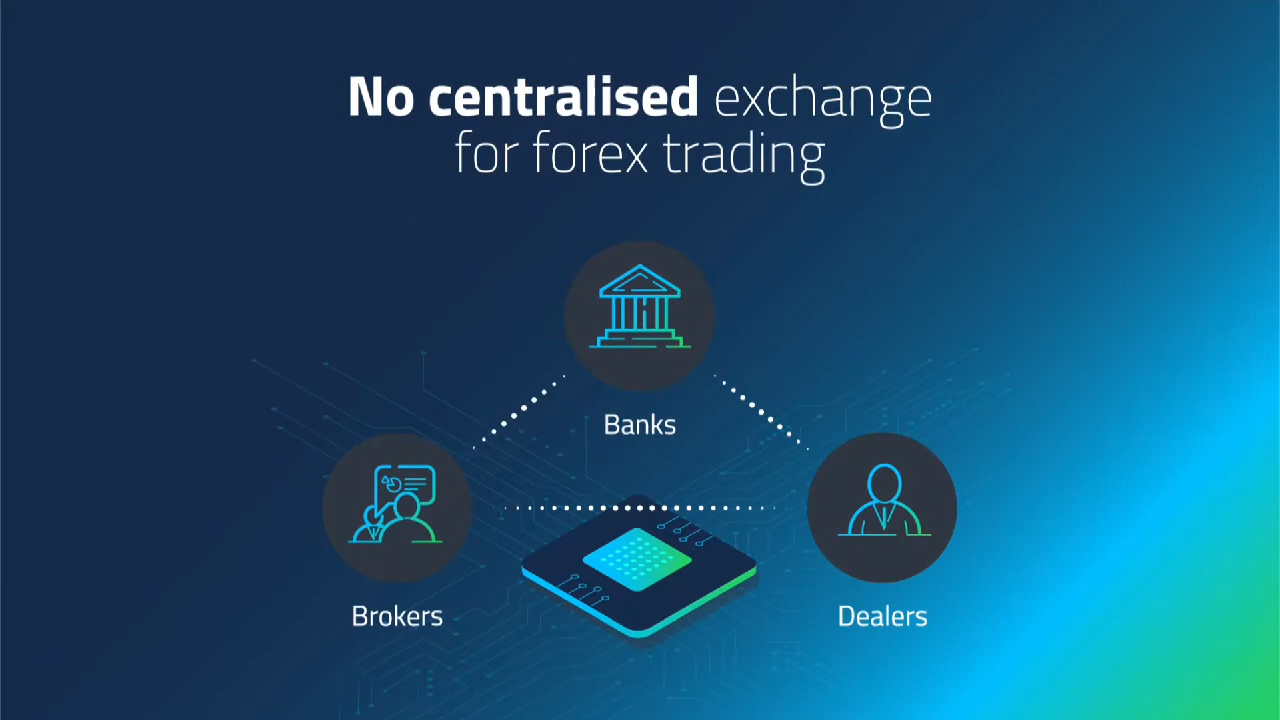 No centralised exchange
for forex trading
Banks
Brokers
Dealers